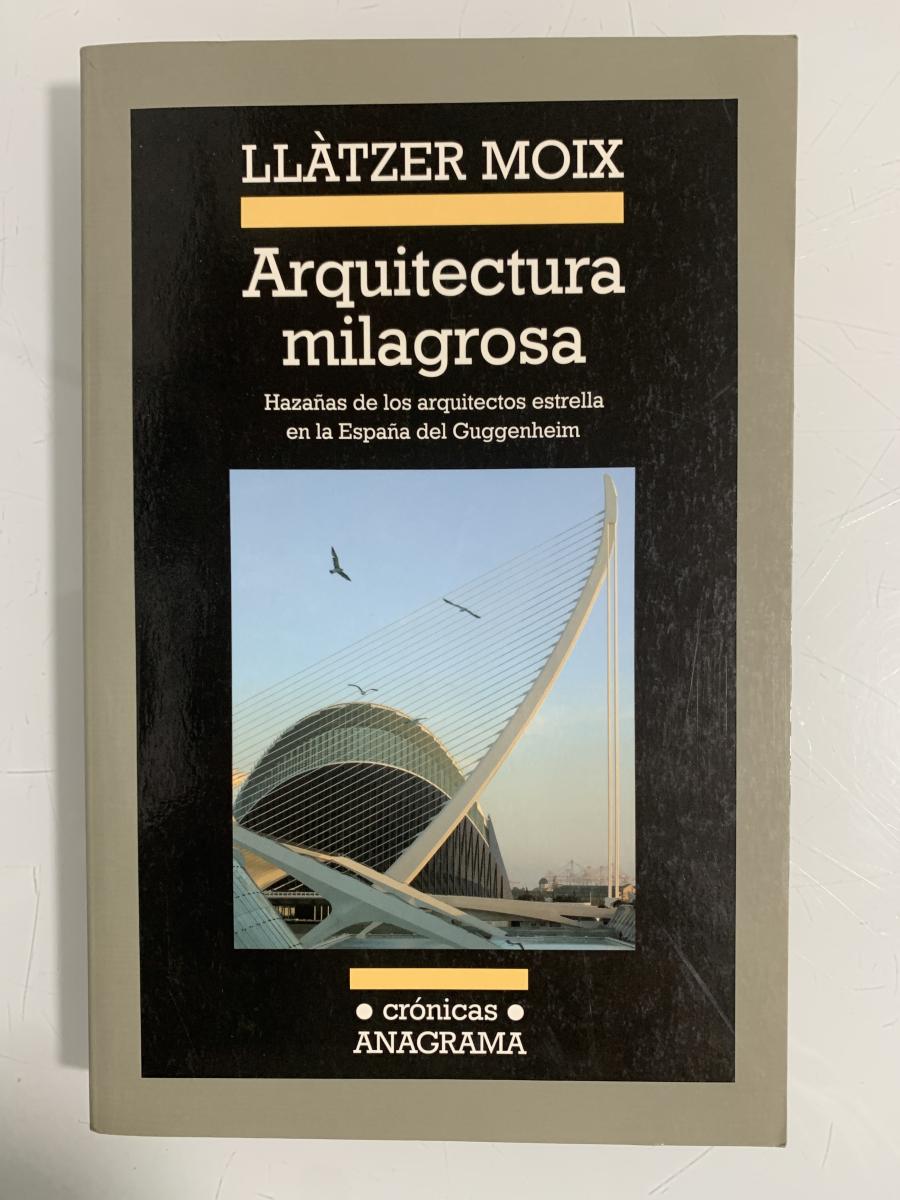 LLÀTZER MOIX
Arquitectura
milagrosa
Hazañas de los arquitectos estrella
en la España del Guggenheim
• crónicas •
ANAGRAMA